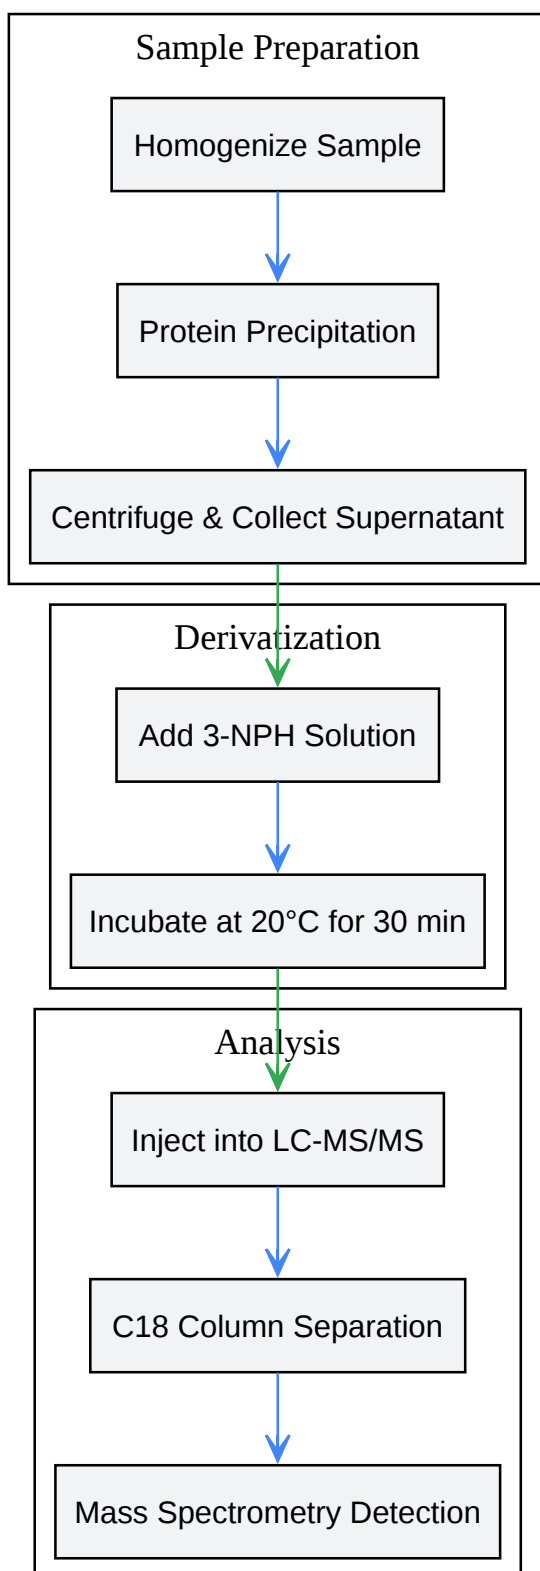 Sample Preparation
Homogenize Sample
Protein Precipitation
Centrifuge & Collect Supernatant
Derivatization
Add 3-NPH Solution
Incubate at 20°C for 30 min
Analysis
Inject into LC-MS/MS
C18 Column Separation
Mass Spectrometry Detection